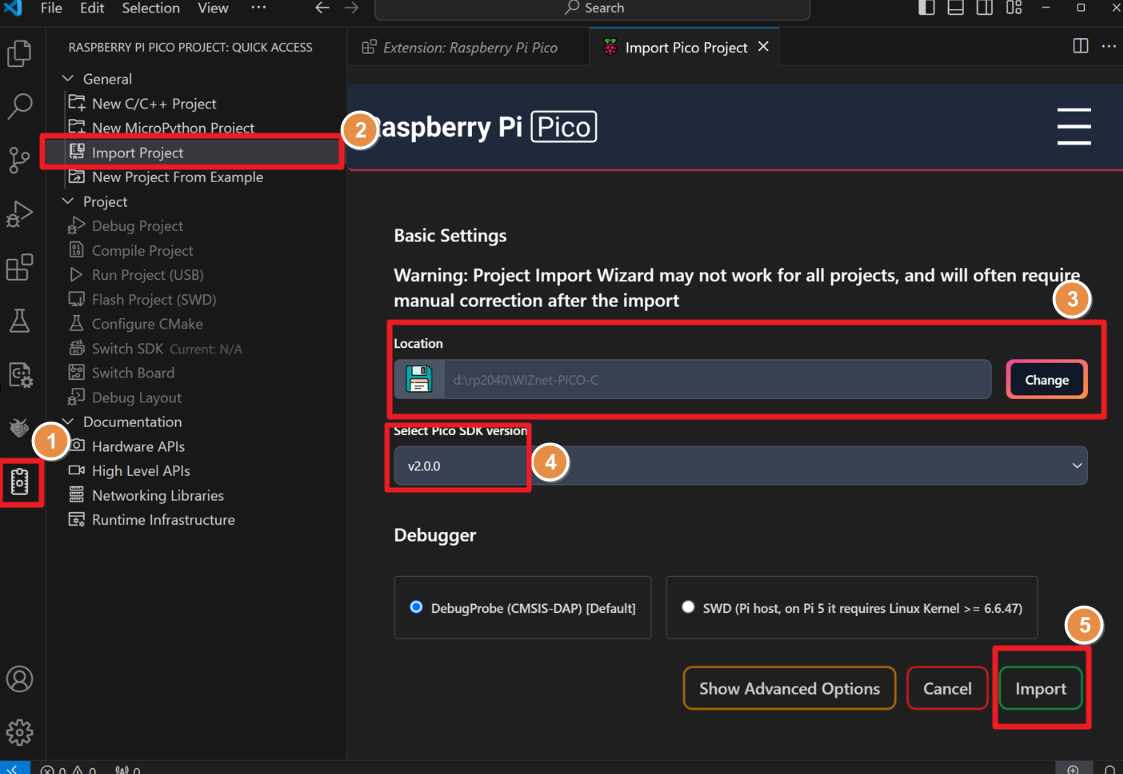 File Edit Selection View ··· Search
RASPBERRY PI PICO PROJECT: QUICK ACCESS
General
New C/C++ Project
New MicroPython Project
Import Project
New Project From Example
Project
Debug Project
Compile Project
Run Project (USB)
Flash Project (SWD)
Configure CMake
Switch SDK Current: N/A
Switch Board
Debug Layout
Documentation
Hardware APIs
High Level APIs
Networking Libraries
Runtime Infrastructure
1
2
Extension: Raspberry Pi Pico
Import Pico Project
Raspberry Pi Pico
Basic Settings
Warning: Project Import Wizard may not work for all projects, and will often require
manual correction after the import
3
Location
d:\rp2040\WIZnet-PICO-C
Change
Select Pico SDK version
v2.0.0
4
Debugger
DebugProbe (CMSIS-DAP) [Default]
SWD (Pi host, on Pi 5 it requires Linux Kernel >= 6.6.47)
5
Show Advanced Options
Cancel
Import
0 0 0